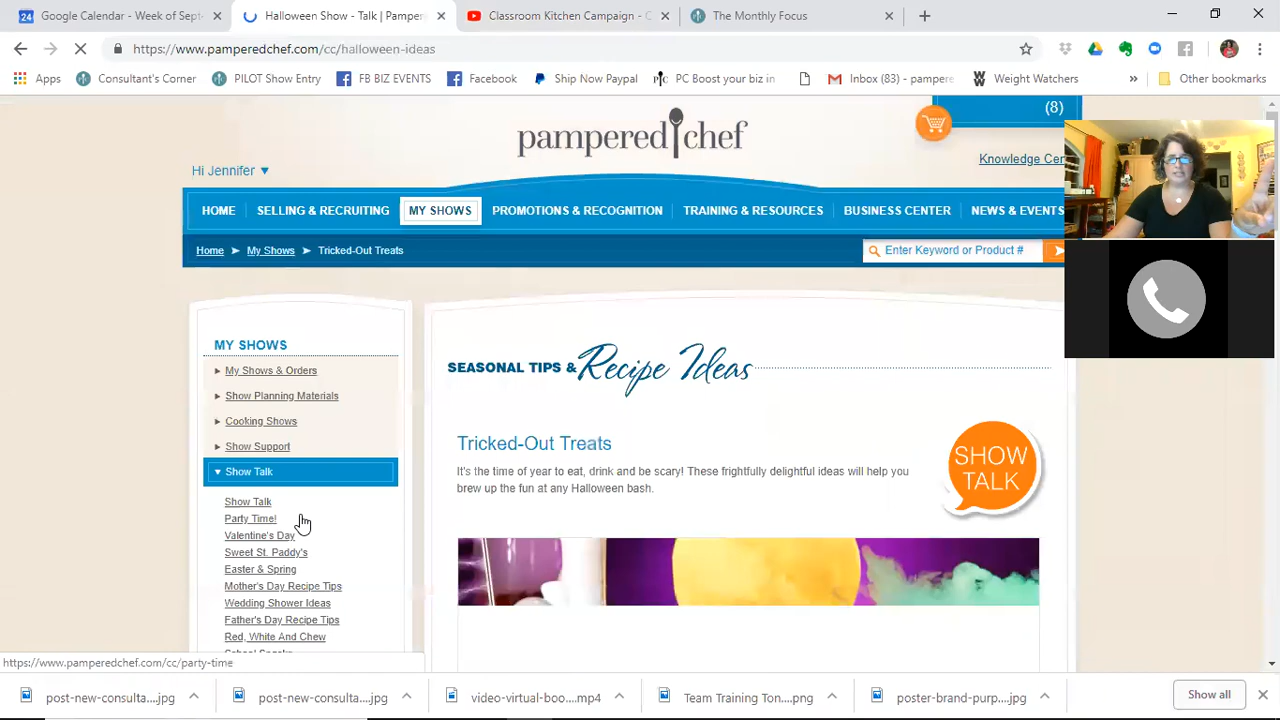 24 Google Calendar - Week of Sept
Halloween Show - Talk | Pamper
Classroom Kitchen Campaign - C
The Monthly Focus
https://www.pamperedchef.com/cc/halloween-ideas
Apps
Consultant's Corner
PILOT Show Entry
FB BIZ EVENTS
Facebook
Ship Now Paypal
PC Boost your biz in
Inbox (83) - pampere
Weight Watchers
Other bookmarks
(8)
pampered chef
Knowledge Cen
Hi Jennifer
HOME
SELLING & RECRUITING
MY SHOWS
PROMOTIONS & RECOGNITION
TRAINING & RESOURCES
BUSINESS CENTER
NEWS & EVENTS
Home
My Shows
Tricked-Out Treats
Enter Keyword or Product #
MY SHOWS
My Shows & Orders
Show Planning Materials
Cooking Shows
Show Support
Show Talk
Show Talk
Party Time!
Valentine's Day
Sweet St. Paddy's
Easter & Spring
Mother's Day Recipe Tips
Wedding Shower Ideas
Father's Day Recipe Tips
Red, White And Chew
SEASONAL TIPS & Recipe Ideas
Tricked-Out Treats
It's the time of year to eat, drink and be scary! These frightfully delightful ideas will help you
brew up the fun at any Halloween bash.
SHOW
TALK
https://www.pamperedchef.com/cc/party-time
post-new-consulta....jpg
post-new-consulta....jpg
video-virtual-boo....mp4
Team Training Ton....png
poster-brand-purp....jpg
Show all